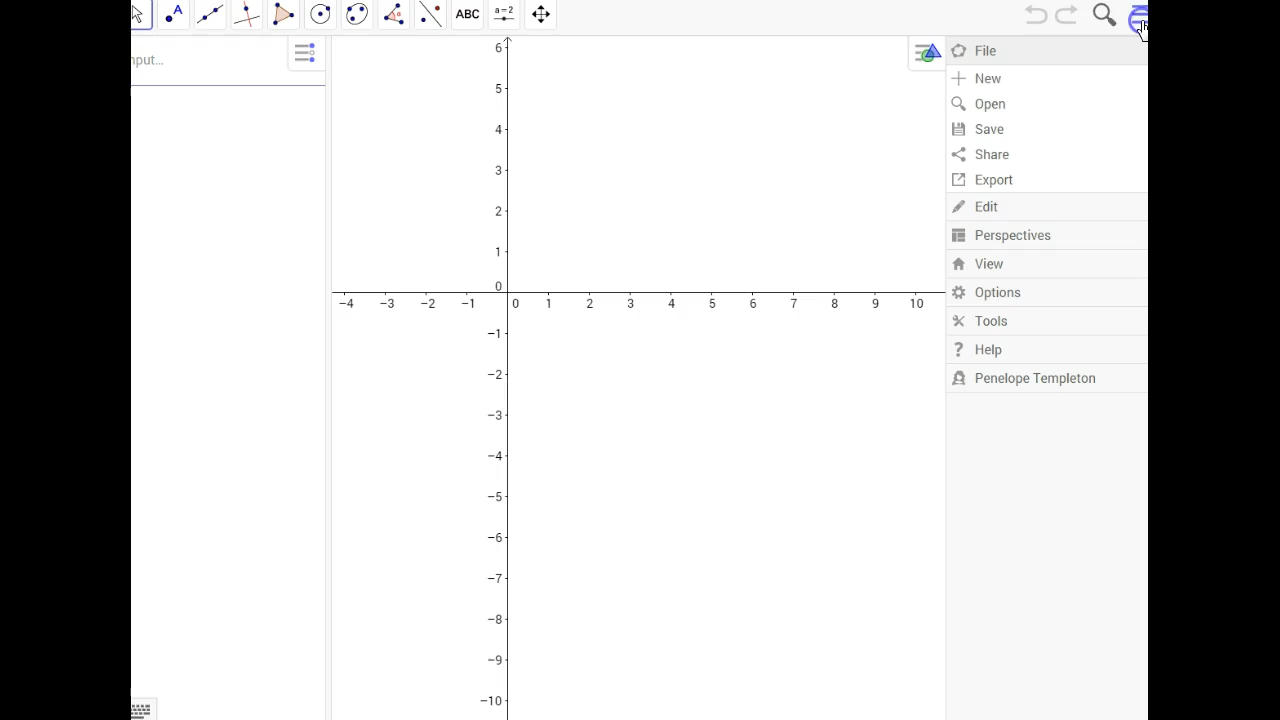 A
ABC
a=2
nput...
File
New
Open
Save
Share
Export
Edit
Perspectives
View
Options
Tools
Help
Penelope Templeton
6
5
4
3
2
1
0
−4 −3 −2 −1 0 1 2 3 4 5 6 7 8 9 10
−1
−2
−3
−4
−5
−6
−7
−8
−9
−10